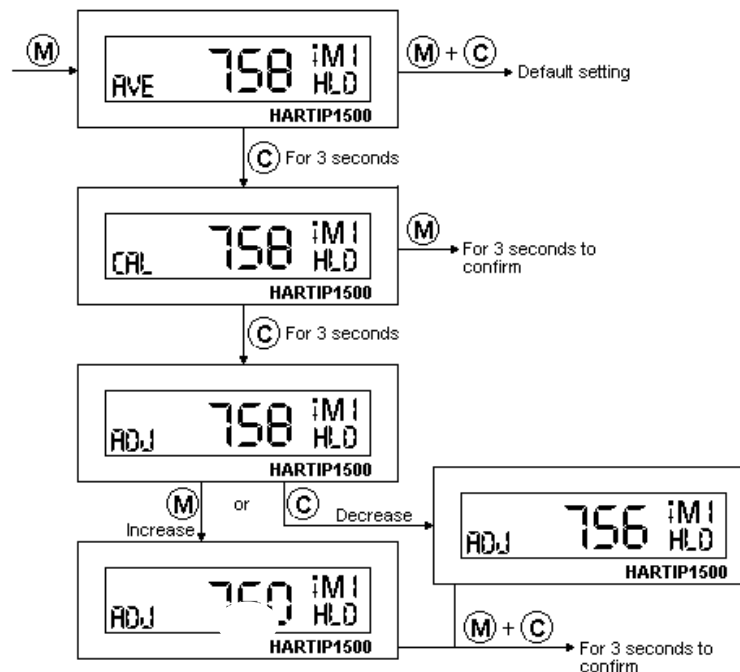 M
758
↓M1
AVE
HLD
HARTIP1500
M + C
Default setting
C For 3 seconds
758
↓M1
CAL
HLD
HARTIP1500
M
For 3 seconds to
confirm
C For 3 seconds
758
↓M1
ADJ
HLD
HARTIP1500
M or C
Increase
Decrease
756
↓M1
ADJ
HLD
HARTIP1500
↓M1
ADJ
HLD
HARTIP1500
M + C
For 3 seconds to
confirm